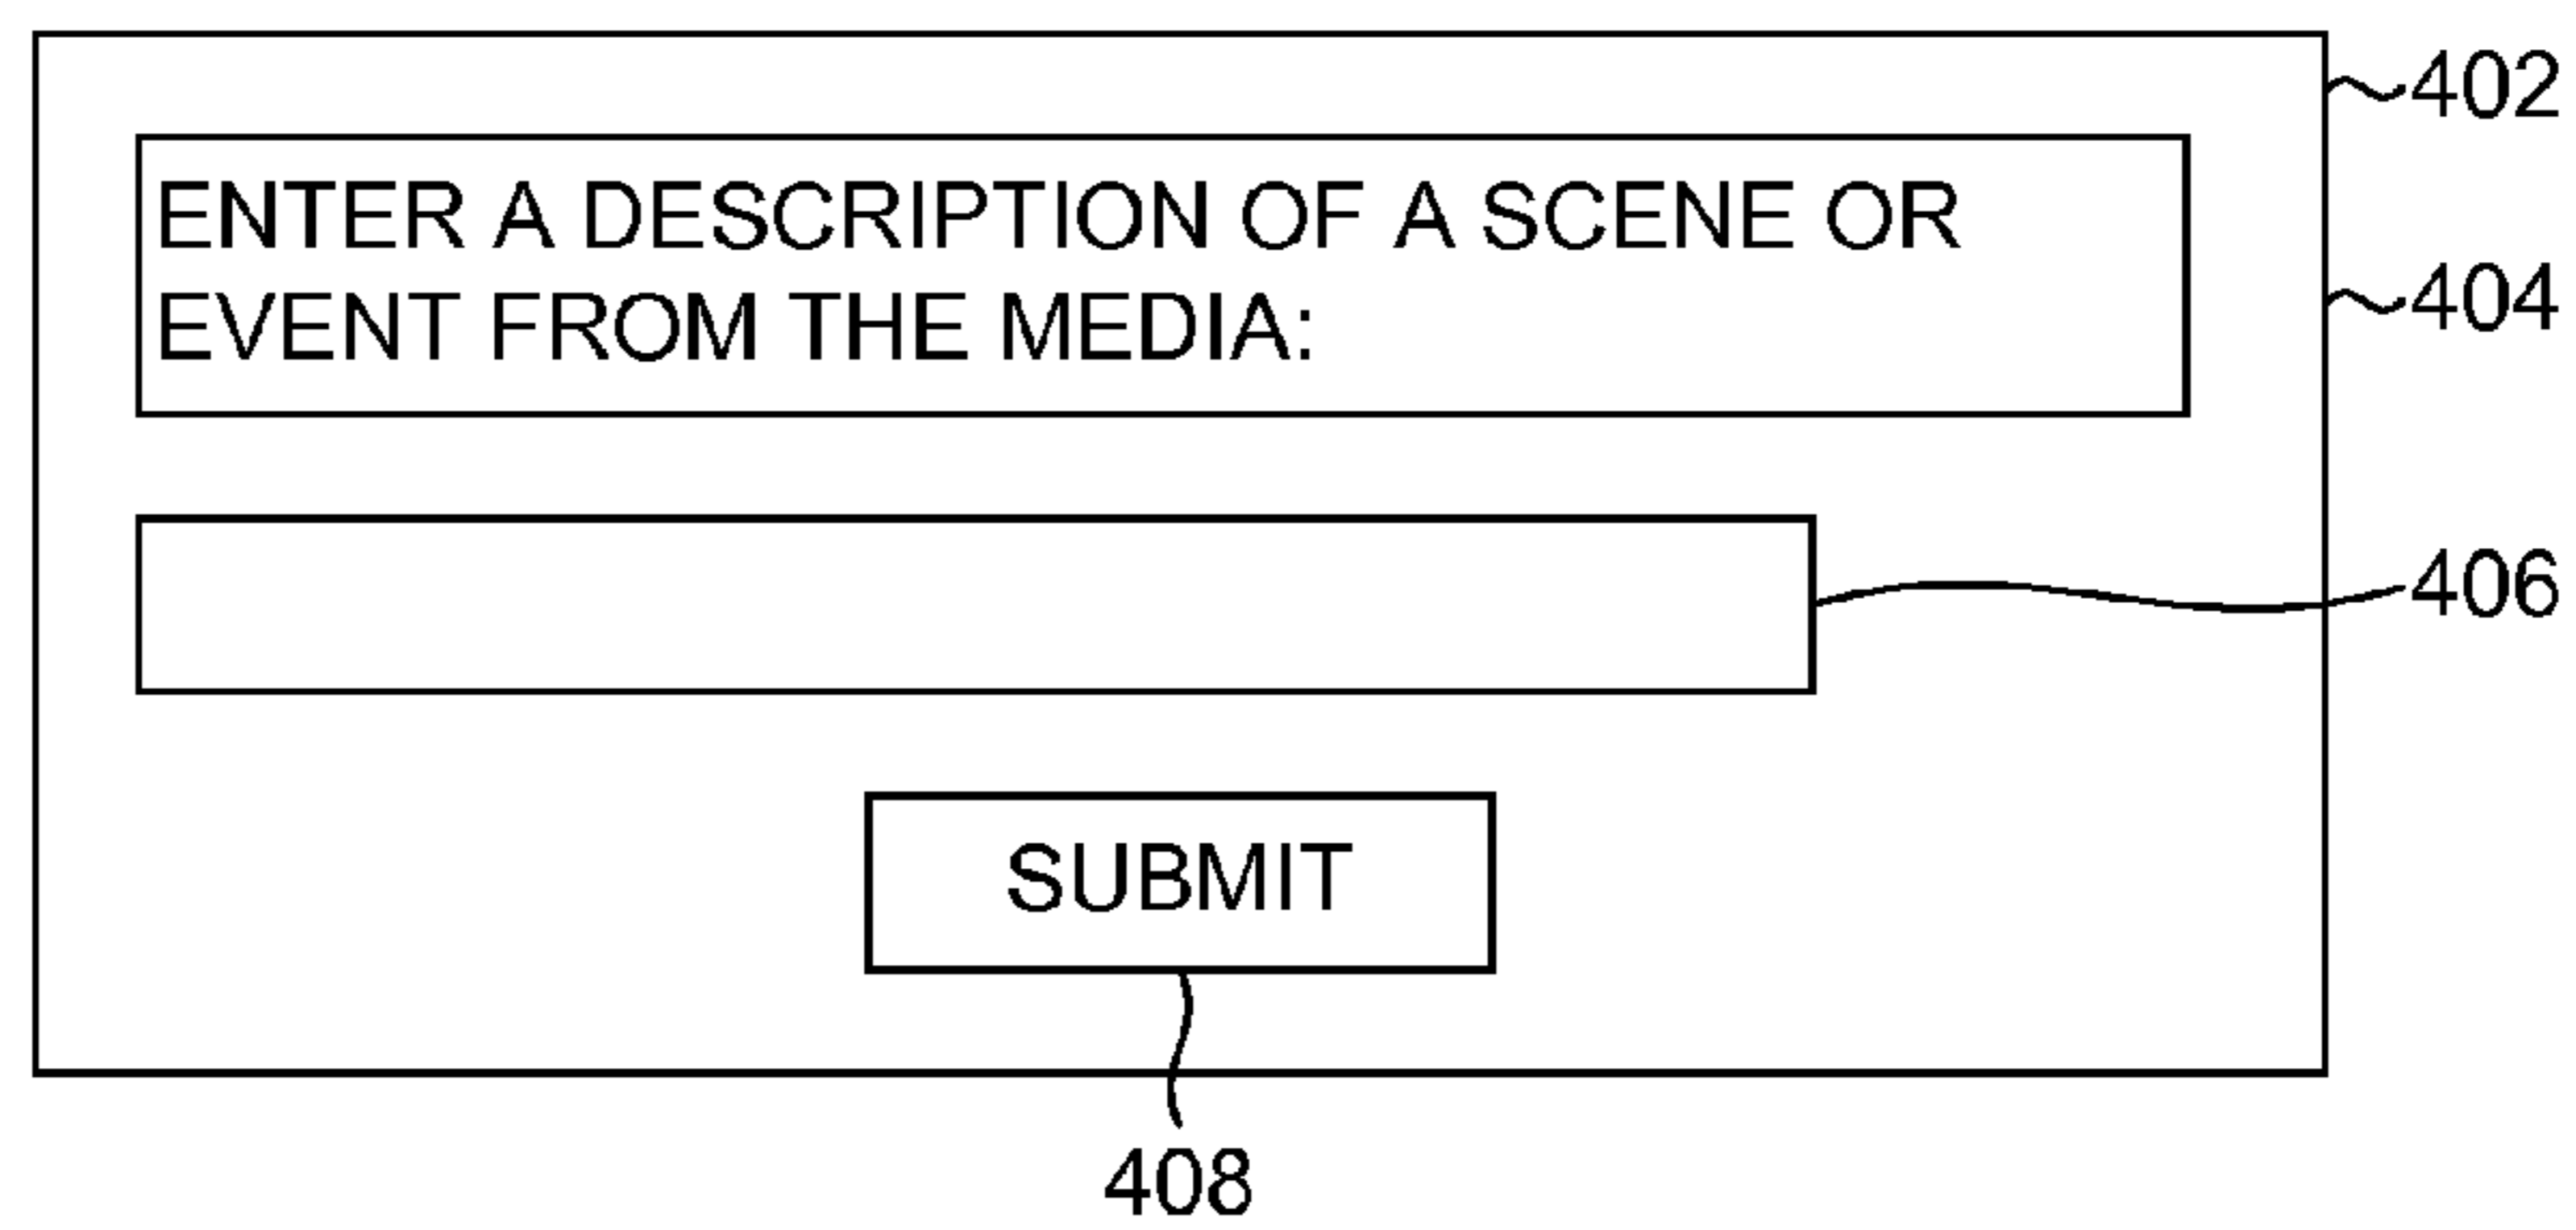 402
ENTER A DESCRIPTION OF A SCENE OR
EVENT FROM THE MEDIA:
404
406
SUBMIT
408